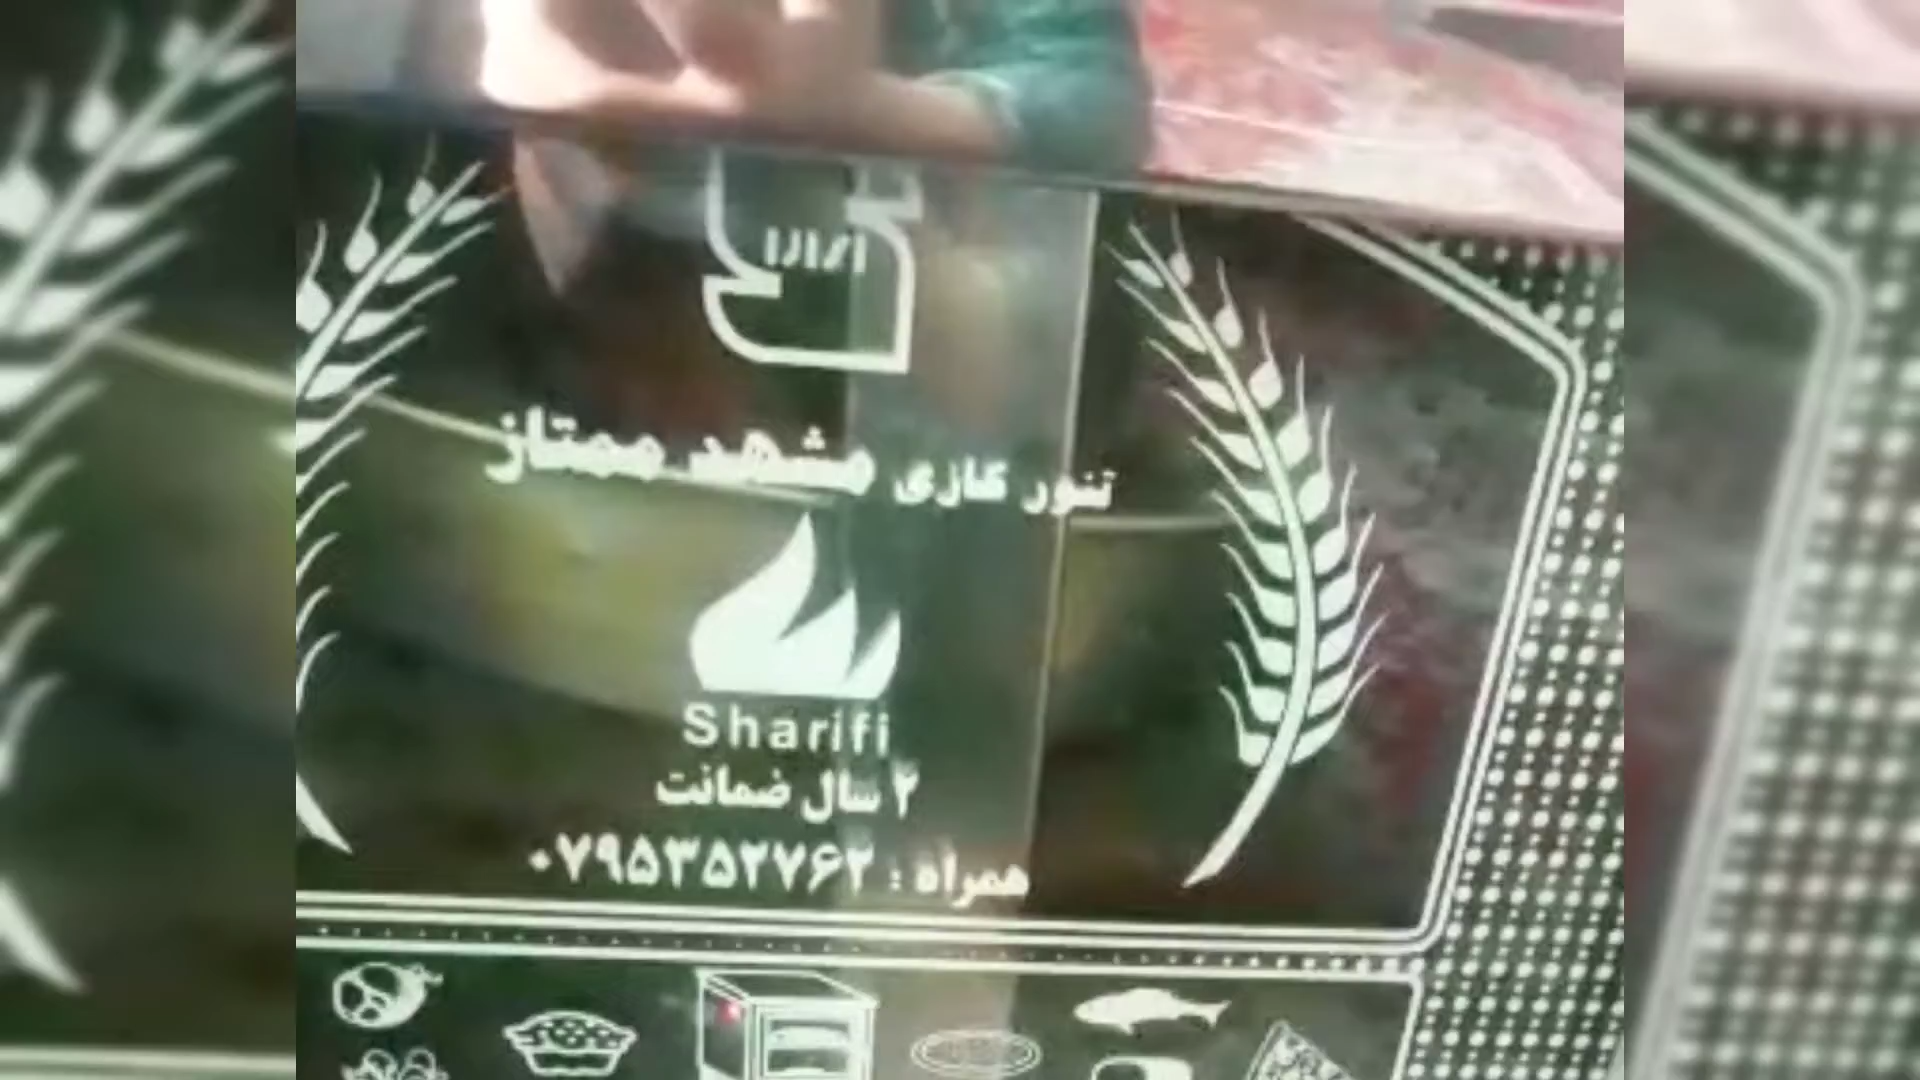 تنور گازی مشهد ممتاز
Sharifi
۲ سال ضمانت
همراه : ۰۷۹۵۳۵۲۷۶۲